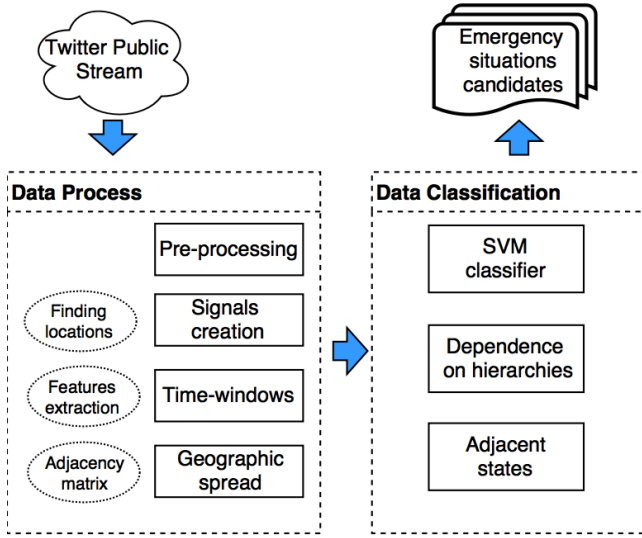 Twitter Public
Stream
Emergency
situations
candidates
Data Process
Pre-processing
Finding
locations
Signals
creation
Features
extraction
Time-windows
Adjacency
matrix
Geographic
spread
Data Classification
SVM
classifier
Dependence
on hierarchies
Adjacent
states